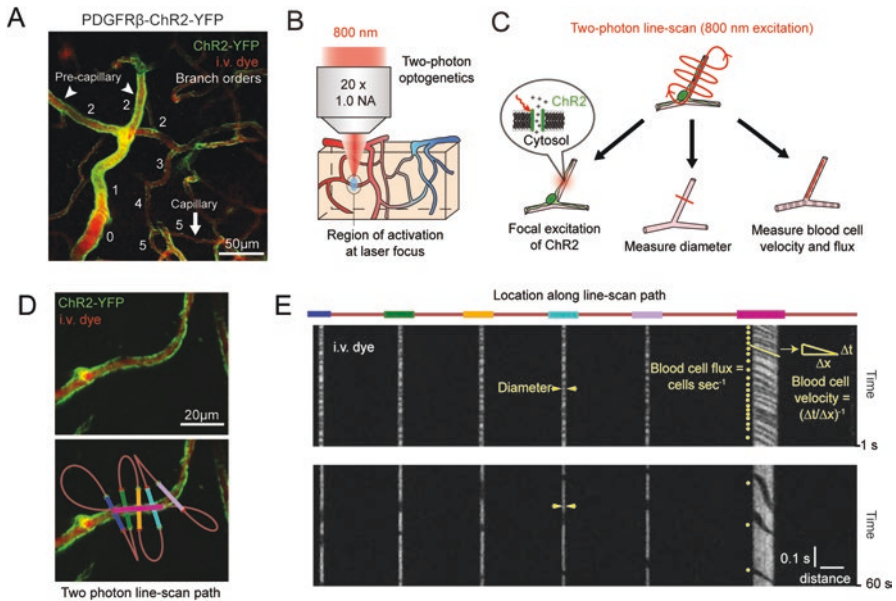 A
PDGFRβ-ChR2-YFP
ChR2-YFP
i.v. dye
Branch orders
Pre-capillary
2
2
2
3
1
4
Capillary
5
5
0
50μm
B
800 nm
Two-photon
optogenetics
20 x
1.0 NA
Region of activation
at laser focus
C
Two-photon line-scan (800 nm excitation)
ChR2
Cytosol
Focal excitation
of ChR2
Measure diameter
Measure blood cell
velocity and flux
D
ChR2-YFP
i.v. dye
20μm
Two photon line-scan path
E
Location along line-scan path
i.v. dye
Diameter
Blood cell flux =
cells sec⁻¹
Δt
Δx
Blood cell
velocity =
(Δt/Δx)⁻¹
Time
1 s
0.1 s
distance
Time
60 s